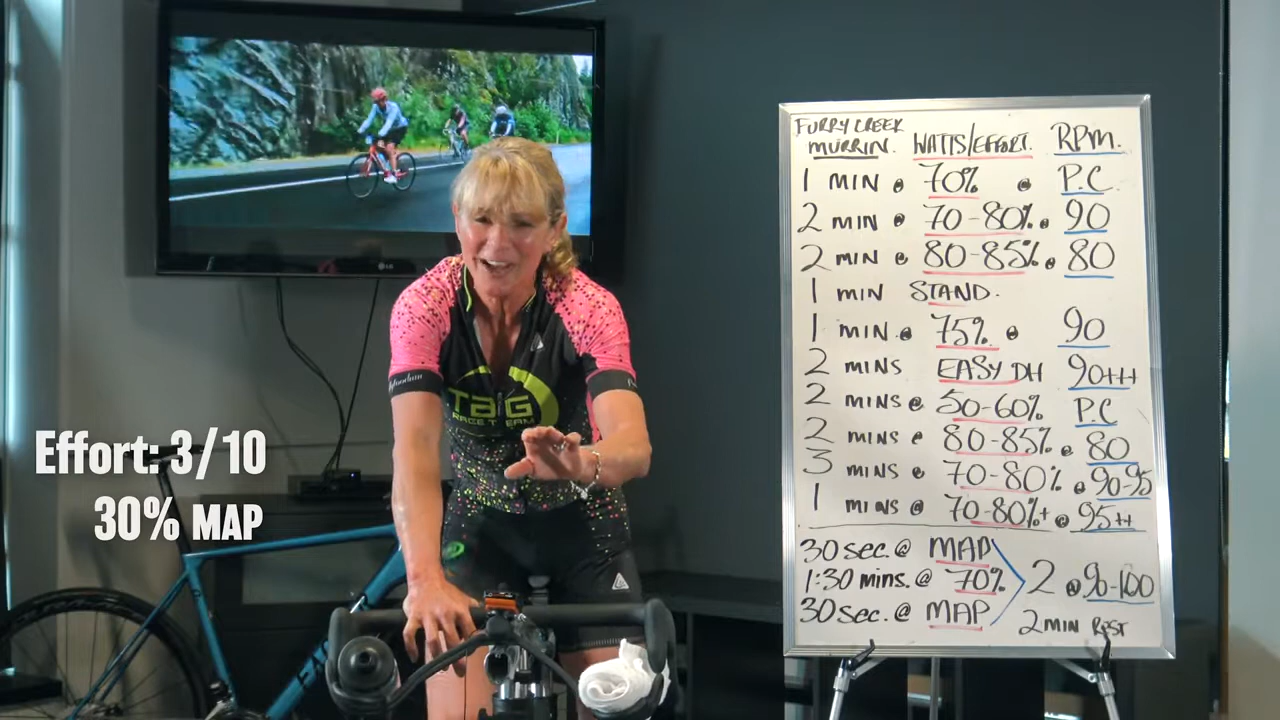 FURRY CREEK WATTS/EFFORT. RPM.
MURRIN.
1 MIN @ 70% @ P.C.
2 MIN @ 70-80% @ 90
2 MIN @ 80-85% @ 80
1 MIN STAND.
1 MIN @ 75% @ 90
2 MINS EASY DH 90++
2 MINS @ 50-60% P.C
2 MINS @ 80-85% @ 80
3 MINS @ 70-80% @ 90-95
1 MINS @ 70-80%+ @ 95++
30 SEC. @ MAP
1:30 MINS. @ 70% 2 @ 90-100
30 SEC. @ MAP
2 MIN REST
Effort: 3/10
30% MAP
TaG
RACE TEAM
LG